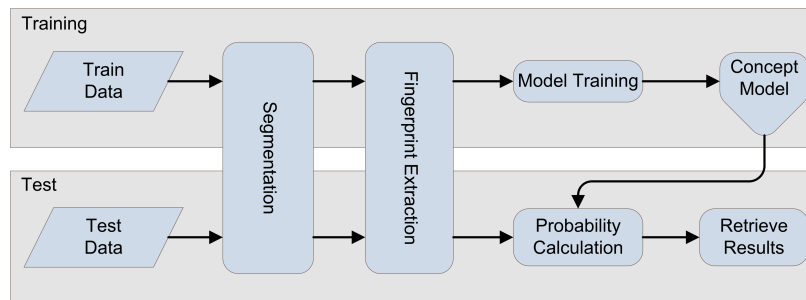 Training
Train
Data
Segmentation
Fingerprint Extraction
Model Training
Concept
Model
Test
Test
Data
Probability
Calculation
Retrieve
Results